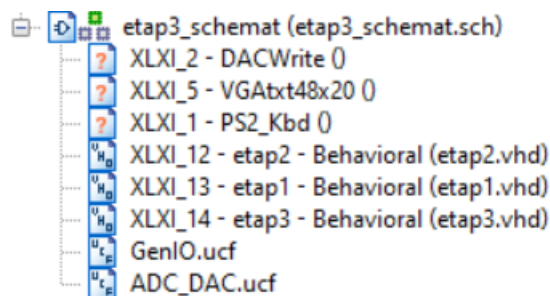 etap3_schemat (etap3_schemat.sch)
XLXI_2 - DACWrite ()
XLXI_5 - VGAtxt48x20 ()
XLXI_1 - PS2_Kbd ()
XLXI_12 - etap2 - Behavioral (etap2.vhd)
XLXI_13 - etap1 - Behavioral (etap1.vhd)
XLXI_14 - etap3 - Behavioral (etap3.vhd)
GenIO.ucf
ADC_DAC.ucf